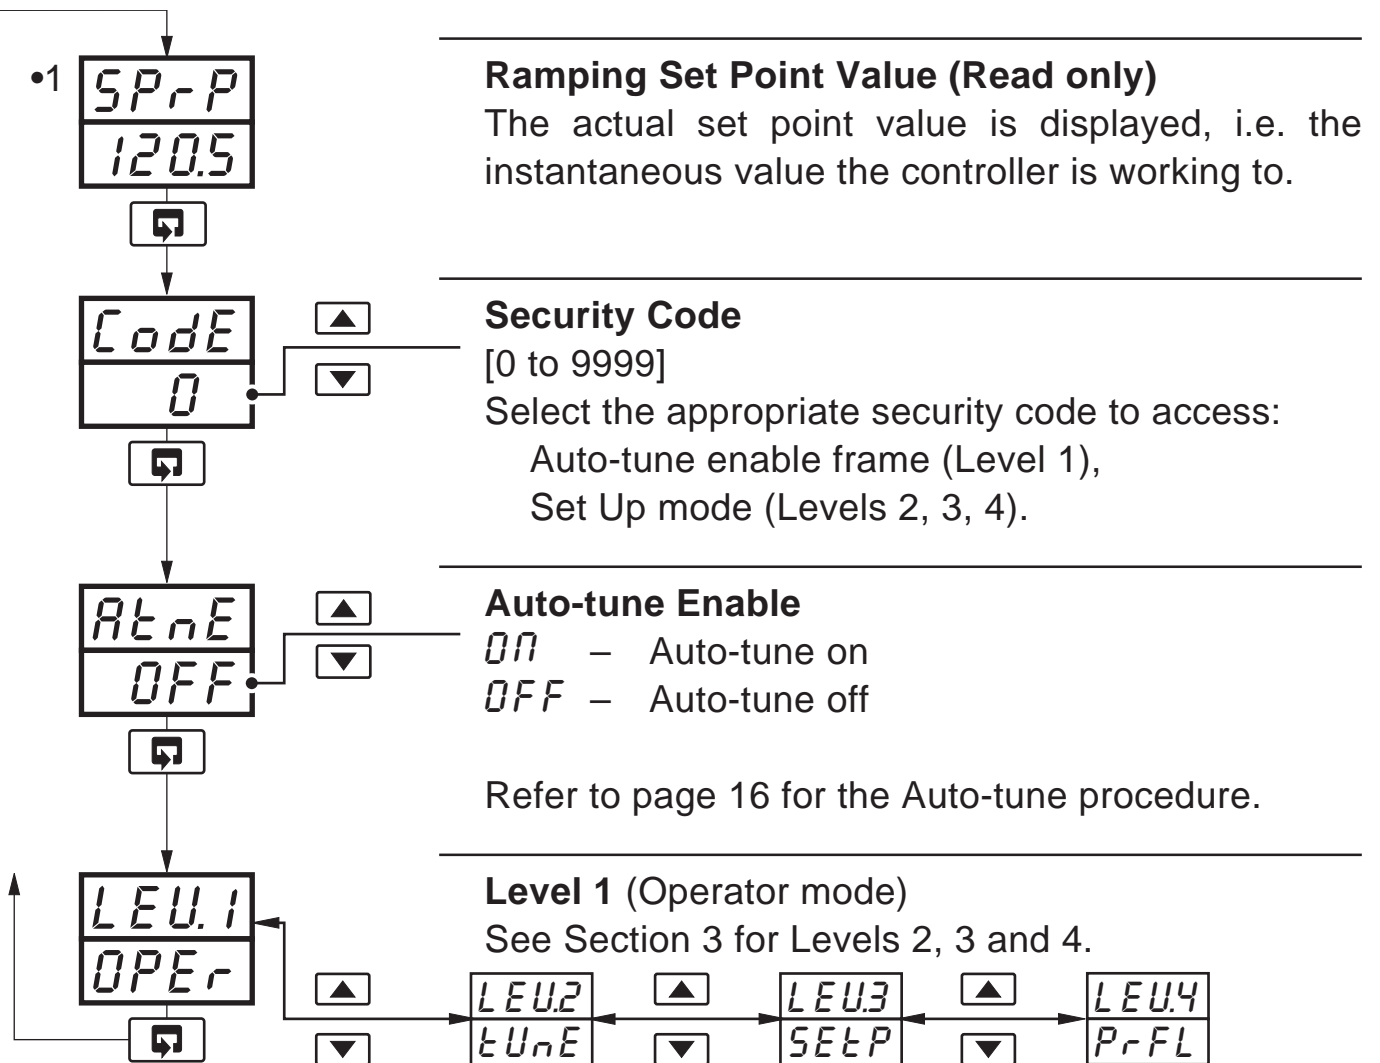 •1
SPrP
120.5
Ramping Set Point Value (Read only)
The actual set point value is displayed, i.e. the
instantaneous value the controller is working to.
CodE
0
Security Code
[0 to 9999]
Select the appropriate security code to access:
Auto-tune enable frame (Level 1),
Set Up mode (Levels 2, 3, 4).
AtnE
OFF
Auto-tune Enable
On – Auto-tune on
OFF – Auto-tune off
Refer to page 16 for the Auto-tune procedure.
LEU.1
OPEr
Level 1 (Operator mode)
See Section 3 for Levels 2, 3 and 4.
LEU.2
tUnE
LEU.3
SEtP
LEU.4
PrFL